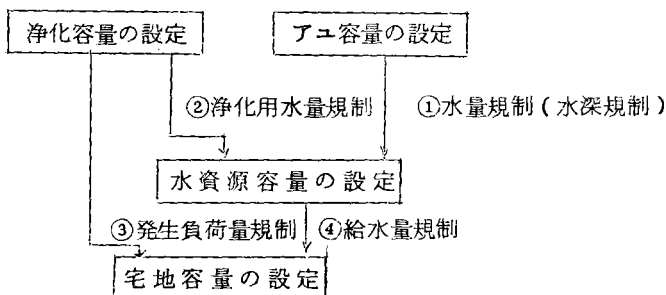 浄化容量の設定
アユ容量の設定
②浄化用水量規制
①水量規制(水深規制)
水資源容量の設定
③発生負荷量規制
④給水量規制
宅地容量の設定